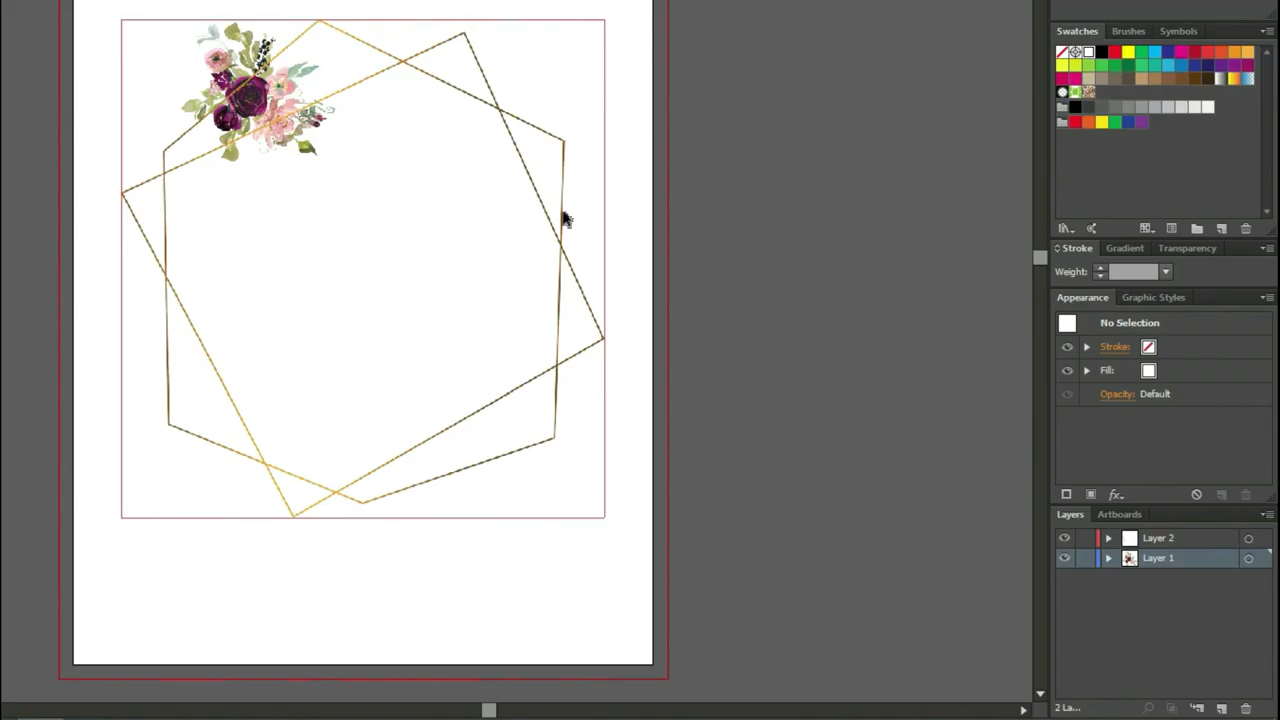 Swatches Brushes Symbols
Stroke Gradient Transparency
Weight:
Appearance Graphic Styles
No Selection
Stroke:
Fill:
Opacity: Default
fx
Layers Artboards
Layer 2
Layer 1
2 La...